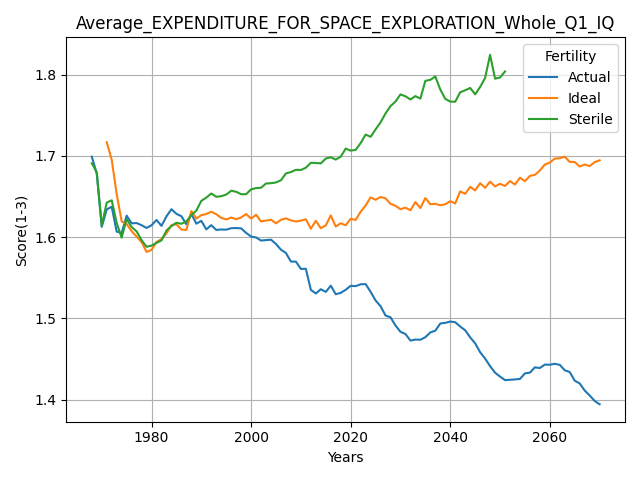 Average_EXPENDITURE_FOR_SPACE_EXPLORATION_Whole_Q1_IQ
Fertility
Actual
Ideal
Sterile
Score(1-3)
1.8
1.7
1.6
1.5
1.4
1980 2000 2020 2040 2060
Years